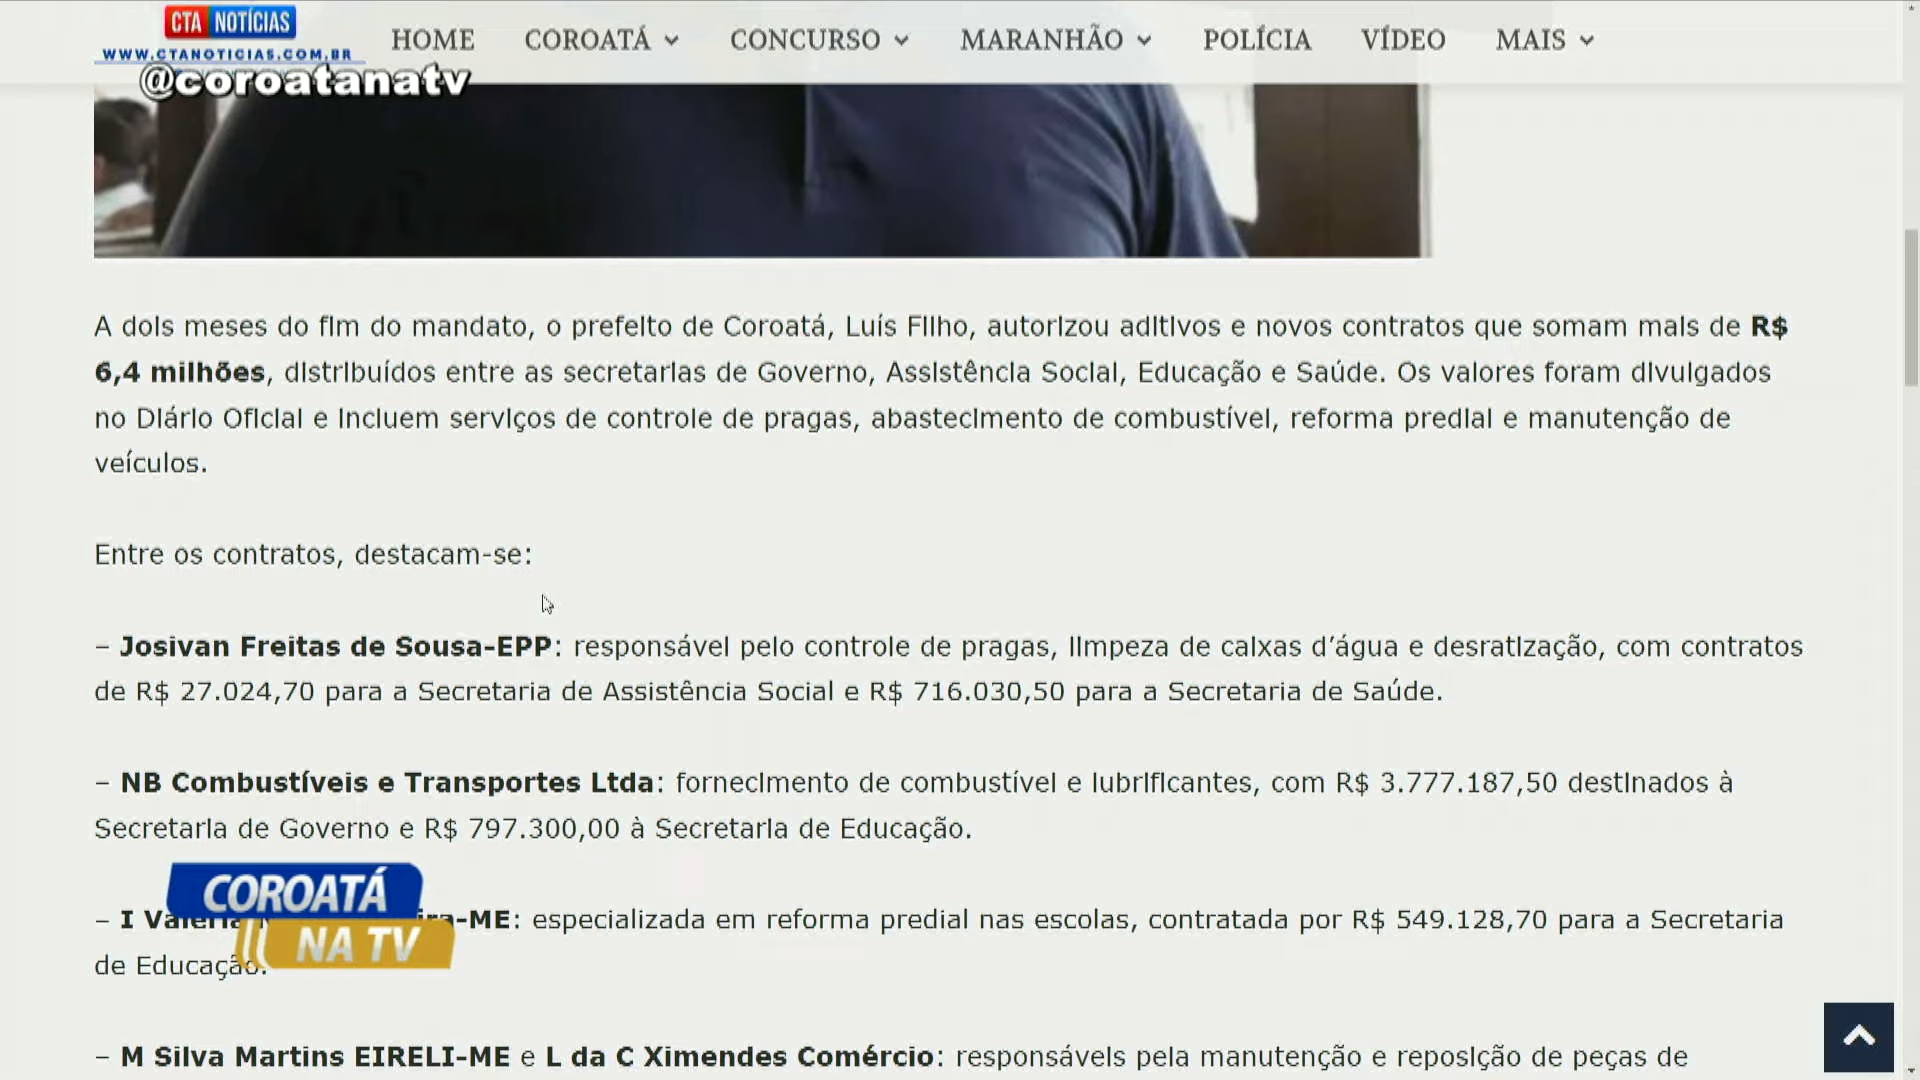 CTA NOTÍCIAS
WWW.CTANOTICIAS.COM.BR
HOME COROATÁ CONCURSO MARANHÃO POLÍCIA VÍDEO MAIS
@coroatanatv
A dois meses do fim do mandato, o prefeito de Coroatá, Luís Filho, autorizou aditivos e novos contratos que somam mais de R$
6,4 milhões, distribuídos entre as secretarias de Governo, Assistência Social, Educação e Saúde. Os valores foram divulgados
no Diário Oficial e incluem serviços de controle de pragas, abastecimento de combustível, reforma predial e manutenção de
veículos.
Entre os contratos, destacam-se:
– Josivan Freitas de Sousa-EPP: responsável pelo controle de pragas, limpeza de caixas d’água e desratização, com contratos
de R$ 27.024,70 para a Secretaria de Assistência Social e R$ 716.030,50 para a Secretaria de Saúde.
– NB Combustíveis e Transportes Ltda: fornecimento de combustível e lubrificantes, com R$ 3.777.187,50 destinados à
Secretaria de Governo e R$ 797.300,00 à Secretaria de Educação.
– I -ME: especializada em reforma predial nas escolas, contratada por R$ 549.128,70 para a Secretaria
de Educação.
COROATÁ
NA TV
– M Silva Martins EIRELI-ME e L da C Ximendes Comércio: responsáveis pela manutenção e reposição de peças de